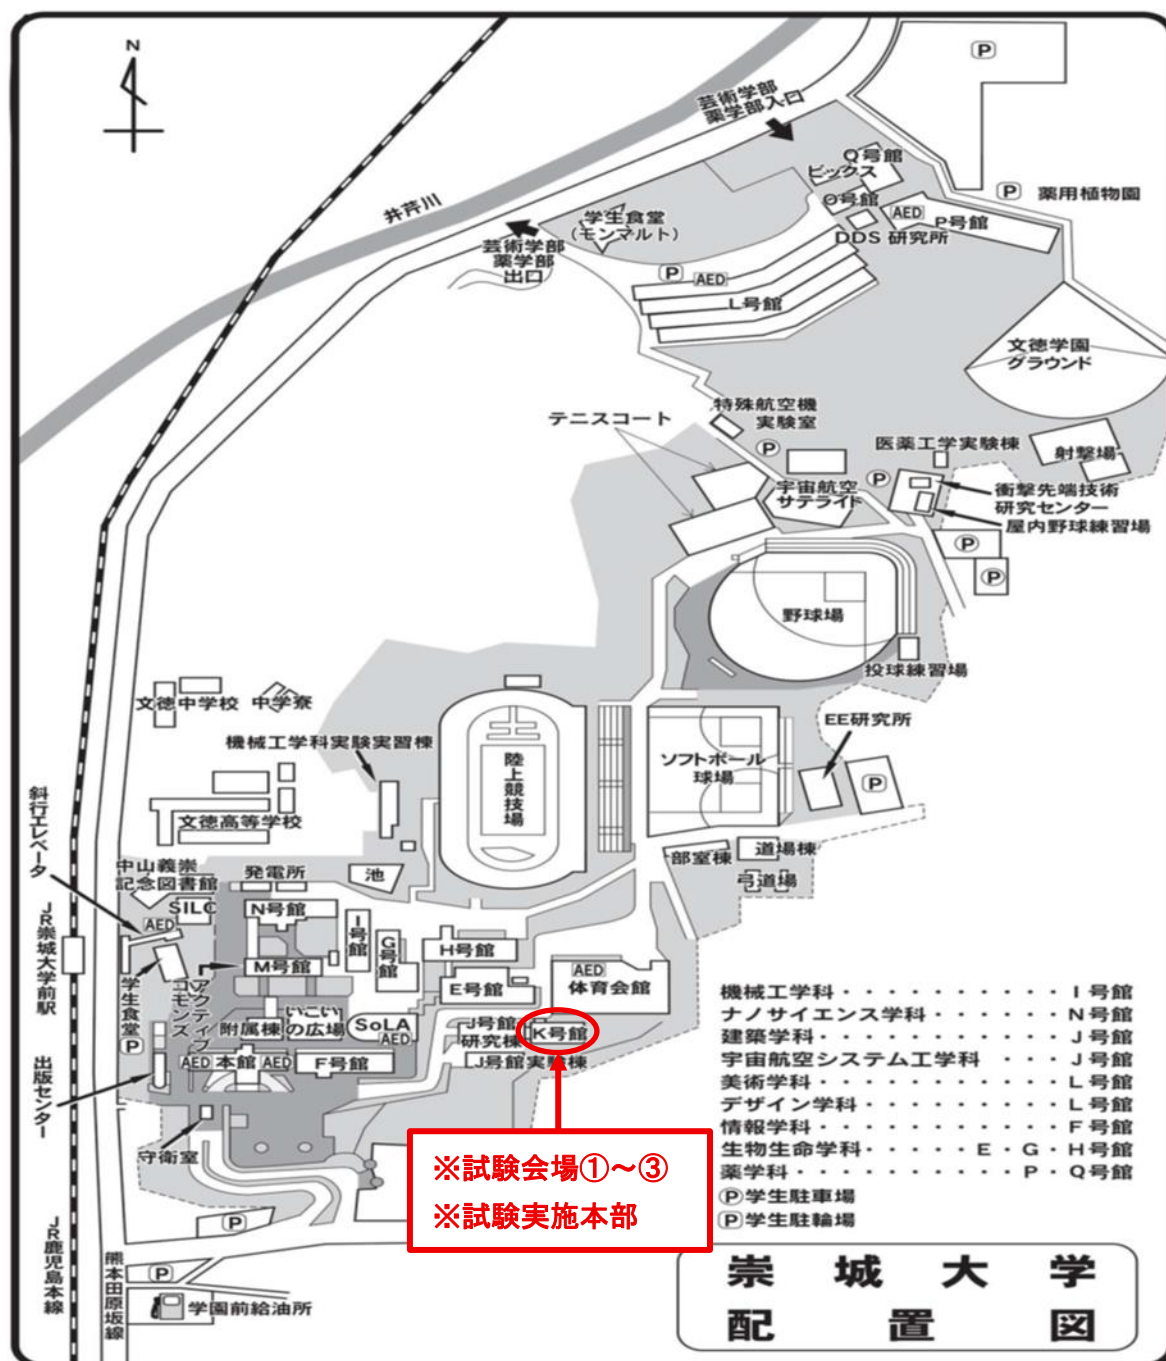 N
P
芸術学部
薬学部入口
Q号館
ピックス
O号館
P
薬用植物園
AED
P号館
DDS 研究所
井芹川
学生食堂
(モンマルト)
芸術学部
薬学部
出口
P
AED
L号館
文徳学園
グラウンド
テニスコート
特殊航空機
実験室
P
医薬工学実験棟
射撃場
宇宙航空
サテライド
P
衝撃先端技術
研究センター
屋内野球練習場
P
P
野球場
投球練習場
文徳中学校
中学寮
EE研究所
機械工学科実験実習棟
陸上競技場
ソフトボール
球場
P
斜行エレベータ
文徳高等学校
部室棟
道場棟
弓道場
中山義崇
記念図書館
発電所
池
SILC
N号館
AED
I号館
G号館
H号館
JR崇城大学前駅
M号館
E号館
AED
体育会館
学生食堂
P
アクティブ
コモンズ
附属棟
いこい
の広場
SoLA
AED
J号館
研究棟
K号館
AED
本館
AED
F号館
J号館実験棟
出版センター
守衛室
※試験会場①～③
※試験実施本部
P
JR鹿児島本線
熊本田原坂線
P
学園前給油所
機械工学科・・・・・・・・・・I号館
ナノサイエンス学科・・・・・・N号館
建築学科・・・・・・・・・・・J号館
宇宙航空システム工学科 J号館
美術学科・・・・・・・・・・・L号館
デザイン学科・・・・・・・・・L号館
情報学科・・・・・・・・・・・F号館
生物生命学科・・・・・E・G・H号館
薬学科・・・・・・・・・・P・Q号館
Ⓟ学生駐車場
P学生駐輪場
崇城大学
配置図